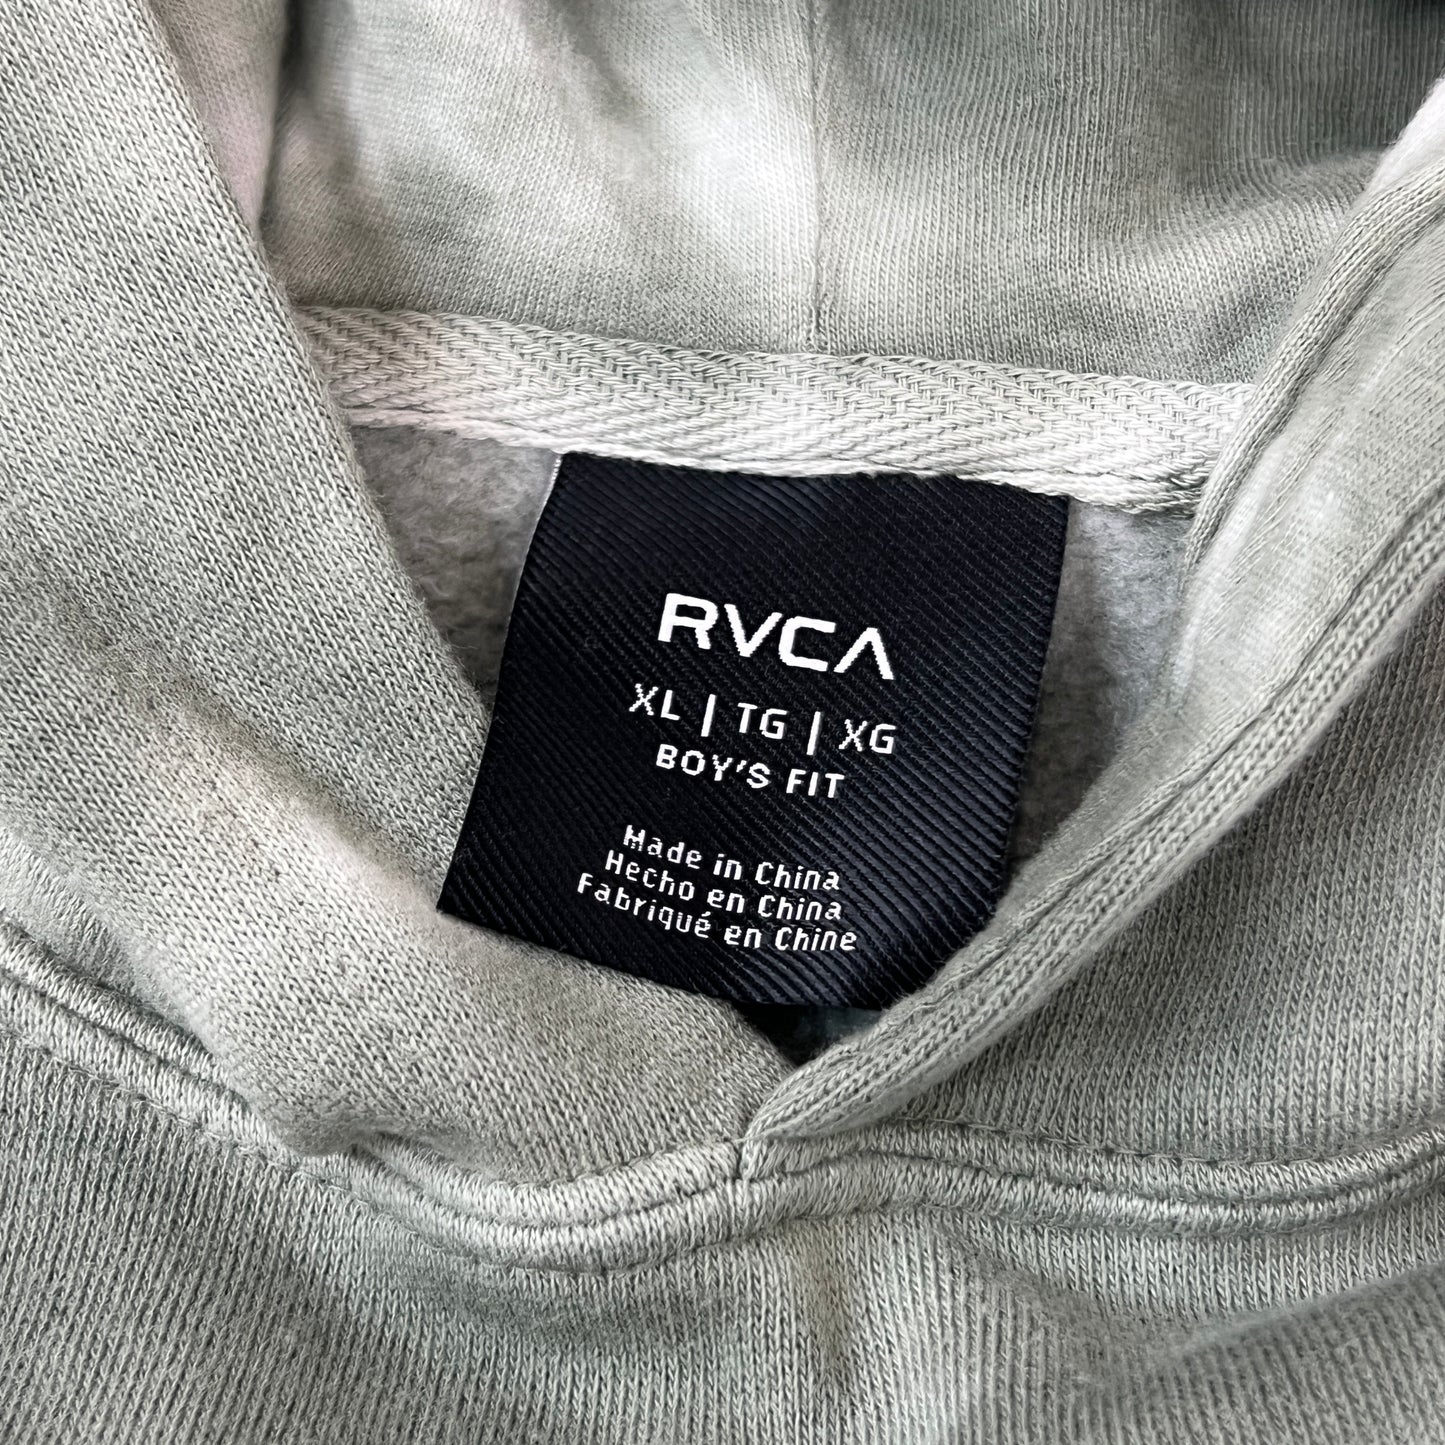 RVCA
XL | TG | XG
BOY'S FIT
Made in China
Hecho en China
Fabriqué en Chine